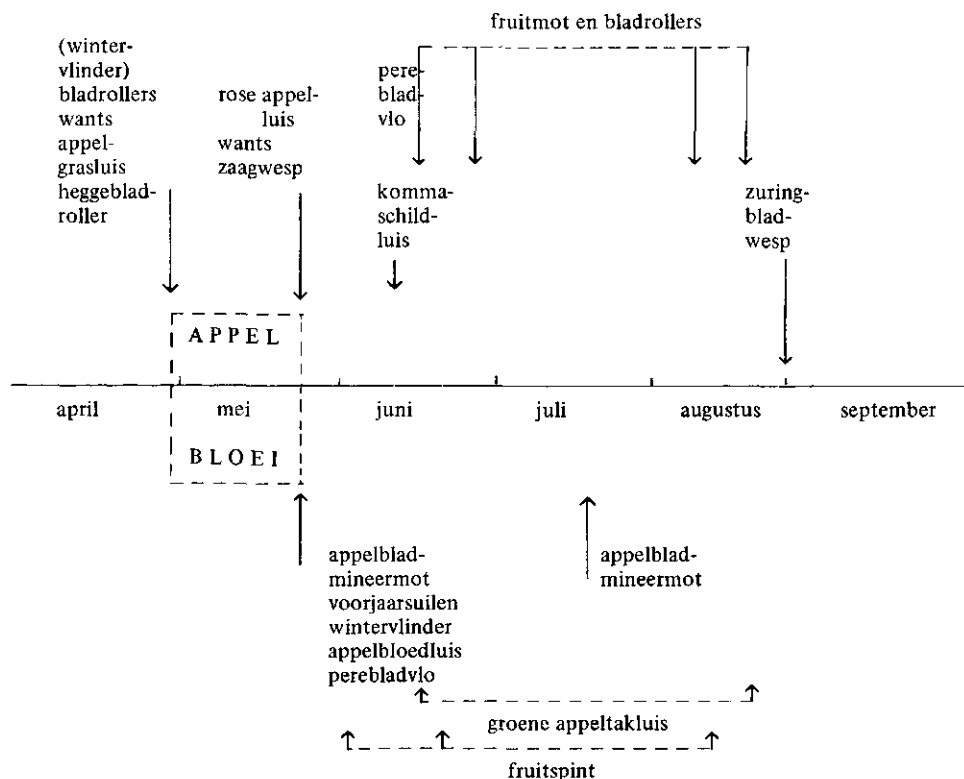 fruitmot en bladrollers
(winter-
vlinder)
bladrollers
wants
appel-
grasluis
heggeblad-
roller
rose appel-
luis
wants
zaagwesp
pere-
blad-
vlo
komma-
schild-
luis
zuring-
blad-
wesp
APPEL
april mei juni juli augustus september
BLOEI
appelblad-
mineermot
voorjaarsuilen
wintervlinder
appelbloedluis
perebladvlo
appelblad-
mineermot
groene appeltakluis
fruitspint